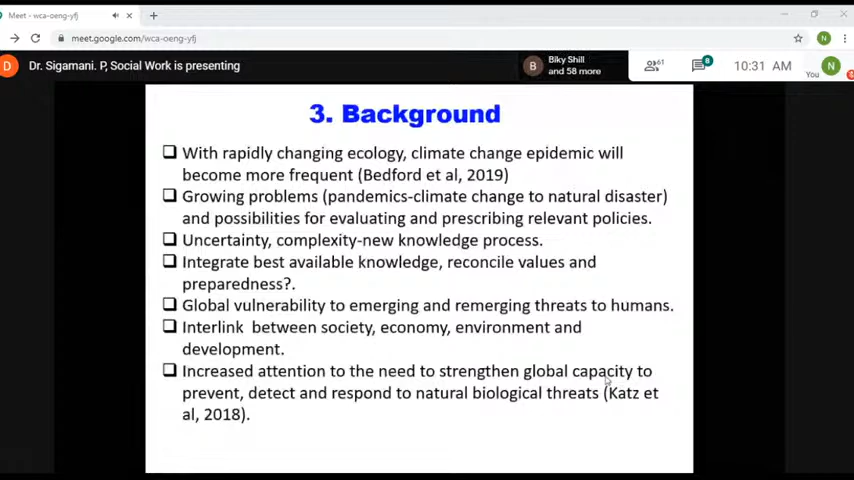 Meet - wca-oeng-yfj
meet.google.com/wca-oeng-yfj
N
D
Dr. Sigamani. P, Social Work is presenting
B
Biky Shill
and 58 more
61
8
10:31 AM
You
N
3. Background
With rapidly changing ecology, climate change epidemic will
become more frequent (Bedford et al, 2019)
Growing problems (pandemics-climate change to natural disaster)
and possibilities for evaluating and prescribing relevant policies.
Uncertainty, complexity-new knowledge process.
Integrate best available knowledge, reconcile values and
preparedness?.
Global vulnerability to emerging and remerging threats to humans.
Interlink between society, economy, environment and
development.
Increased attention to the need to strengthen global capacity to
prevent, detect and respond to natural biological threats (Katz et
al, 2018).